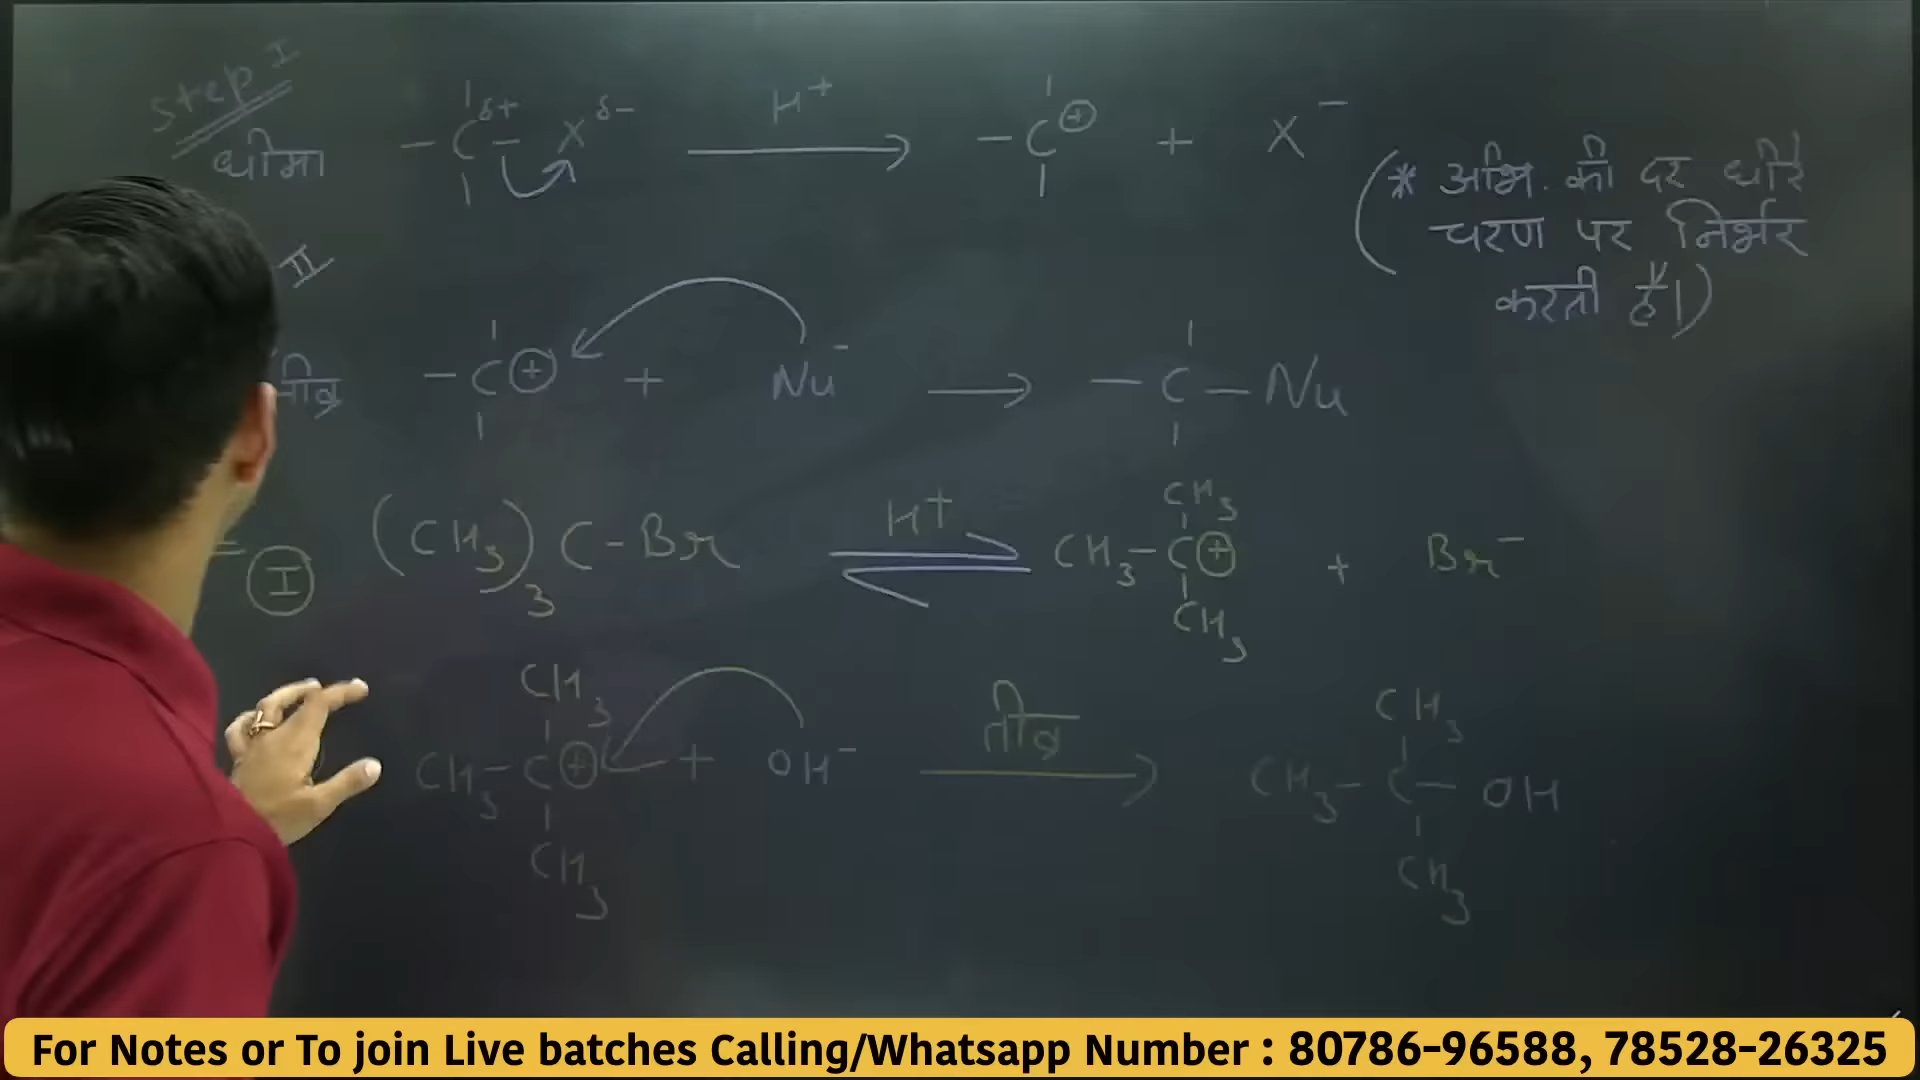 Step I
CH₃
धीमा –C^δ+ – X^δ- H⁺ → –C⊕ + X⁻
(* अभि. की दर धीरे
चरण पर निर्भर
करती है।)
II
–C⊕ + Nu⁻ → –C–Nu
CH₃
I (CH₃)₃C–Br H⁺ ⇌ CH₃–C⊕ + Br⁻
CH₃
CH₃ CH₃
CH₃–C⊕ + OH⁻ तीव्र → CH₃–C–OH
CH₃ CH₃
For Notes or To join Live batches Calling/Whatsapp Number : 80786-96588, 78528-26325